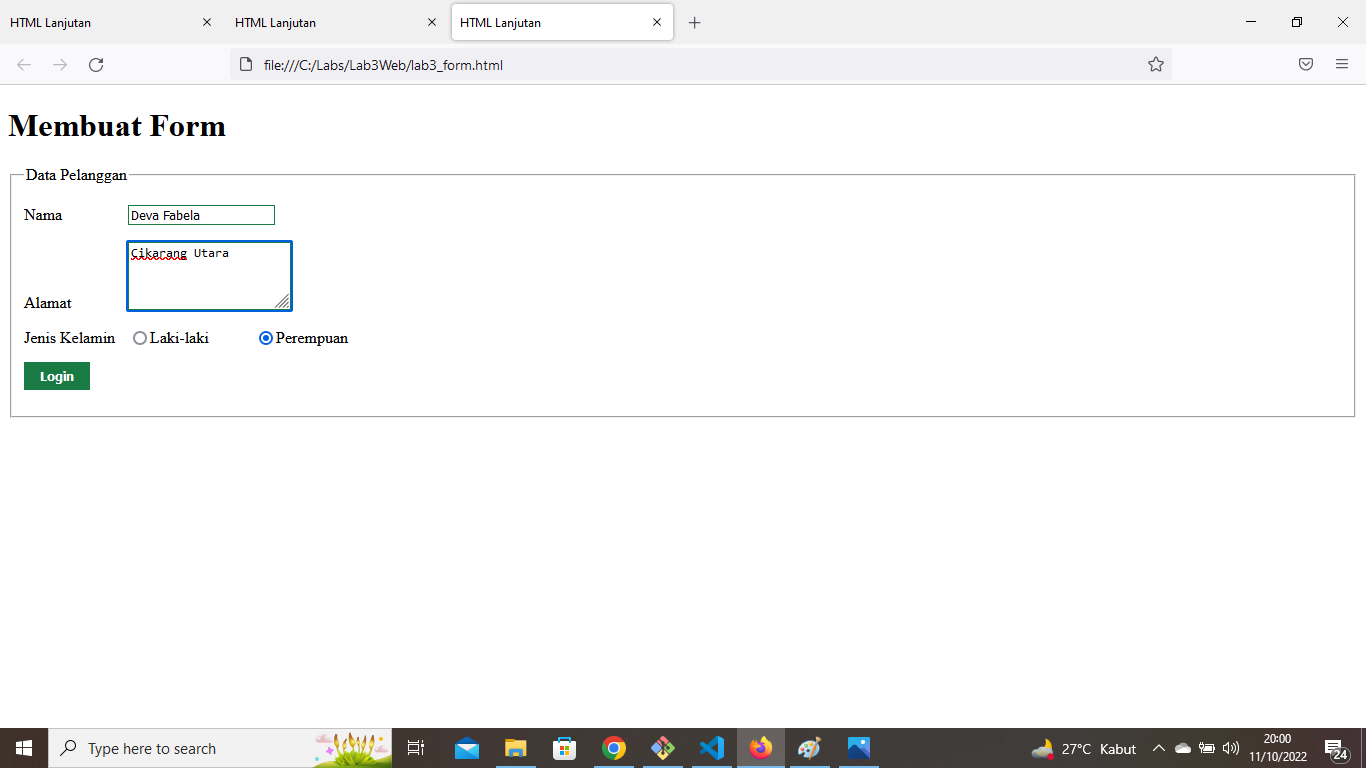 HTML Lanjutan
HTML Lanjutan
HTML Lanjutan
file:///C:/Labs/Lab3Web/lab3_form.html
Membuat Form
Data Pelanggan
Nama Deva Fabela
Cikarang Utara
Alamat
Jenis Kelamin Laki-laki Perempuan
Login
Type here to search
27°C Kabut
20:00
11/10/2022
24